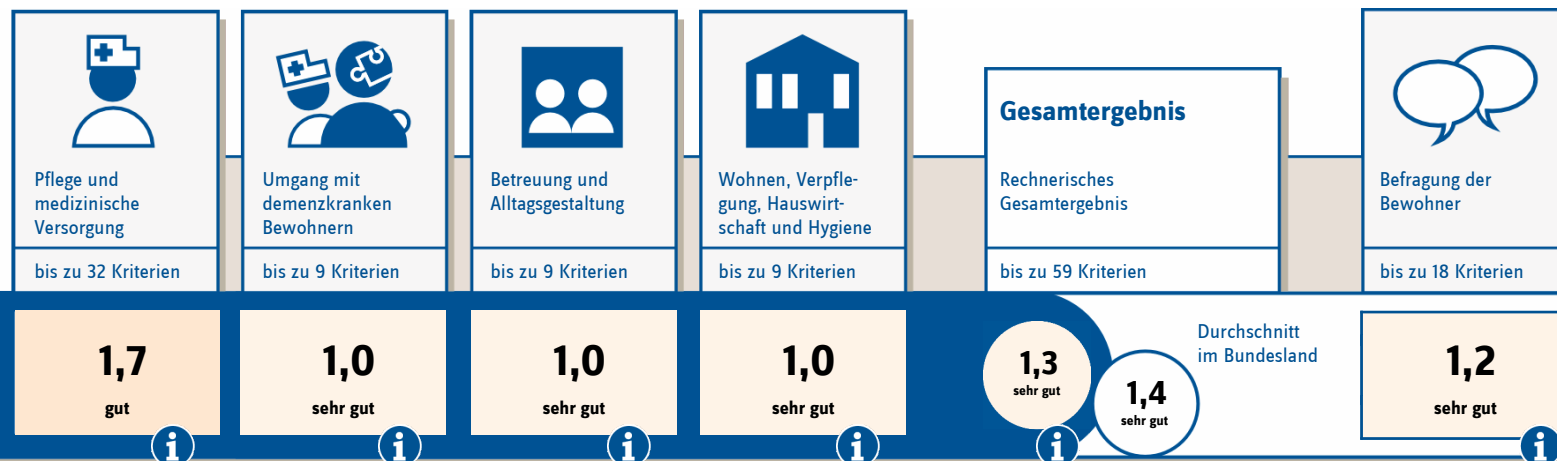 Pflege und
medizinische
Versorgung
bis zu 32 Kriterien
1,7
gut
i
Umgang mit
demenzkranken
Bewohnern
bis zu 9 Kriterien
1,0
sehr gut
i
Betreuung und
Alltagsgestaltung
bis zu 9 Kriterien
1,0
sehr gut
i
Wohnen, Verpfle-
gung, Hauswirt-
schaft und Hygiene
bis zu 9 Kriterien
1,0
sehr gut
i
Gesamtergebnis
Rechnerisches
Gesamtergebnis
bis zu 59 Kriterien
1,3
sehr gut
i
Durchschnitt
im Bundesland
1,4
sehr gut
Befragung der
Bewohner
bis zu 18 Kriterien
1,2
sehr gut
i